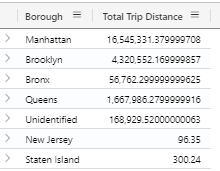 Borough Total Trip Distance
Manhattan 16,545,331.379999708
Brooklyn 4,320,552.169999857
Bronx 56,762.299999999625
Queens 1,667,986.2799999916
Unidentified 168,929.52000000063
New Jersey 96.35
Staten Island 300.24